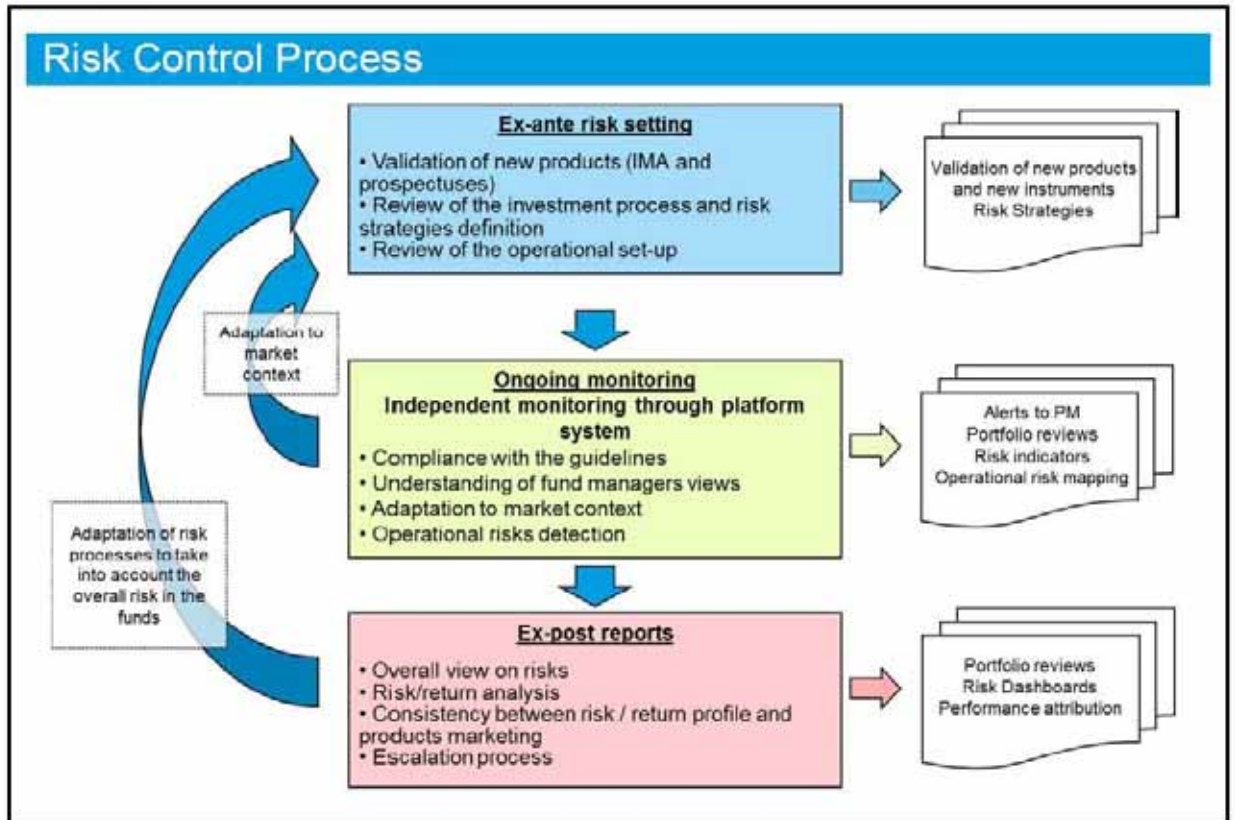 Risk Control Process
Ex-ante risk setting
• Validation of new products (IMA and
prospectuses)
• Review of the investment process and risk
strategies definition
• Review of the operational set-up
Validation of new products
and new instruments
Risk Strategies
Adaptation to
market
context
Ongoing monitoring
Independent monitoring through platform
system
• Compliance with the guidelines
• Understanding of fund managers views
• Adaptation to market context
• Operational risks detection
Alerts to PM
Portfolio reviews
Risk indicators
Operational risk mapping
Adaptation of risk
processes to take
into account the
overall risk in the
funds
Ex-post reports
• Overall view on risks
• Risk/return analysis
• Consistency between risk / return profile and
products marketing
• Escalation process
Portfolio reviews
Risk Dashboards
Performance attribution